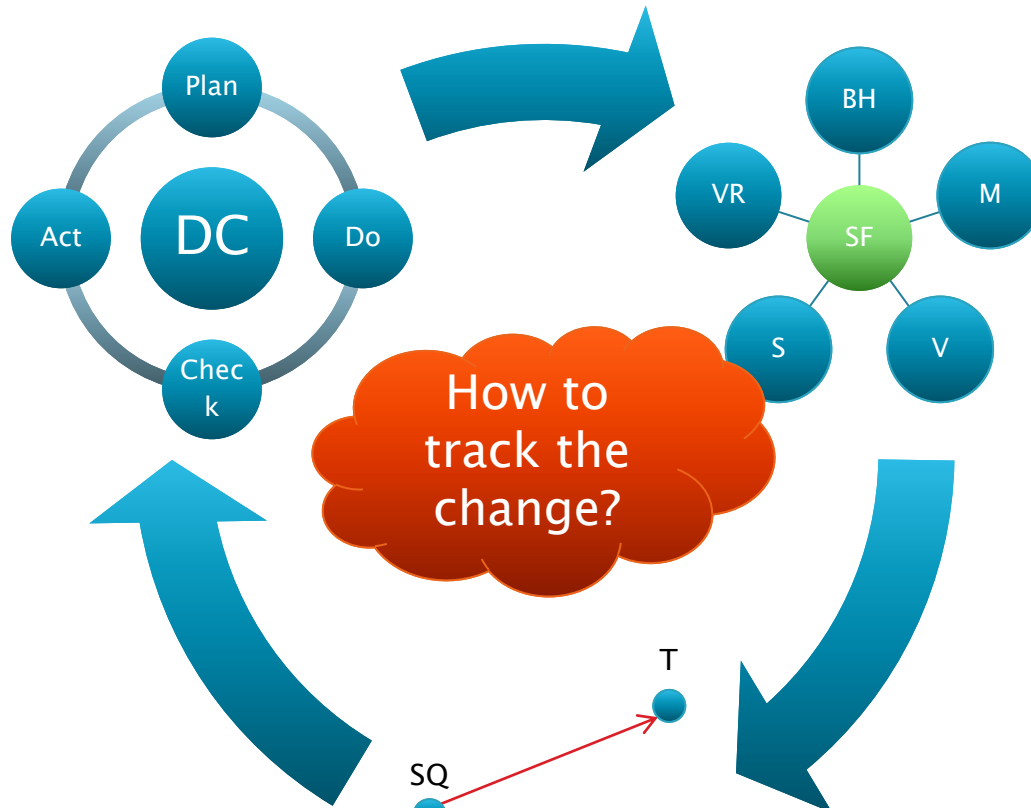 Plan
DC
Act
Do
Chec
k
BH
VR
M
SF
S
V
How to
track the
change?
T
SQ